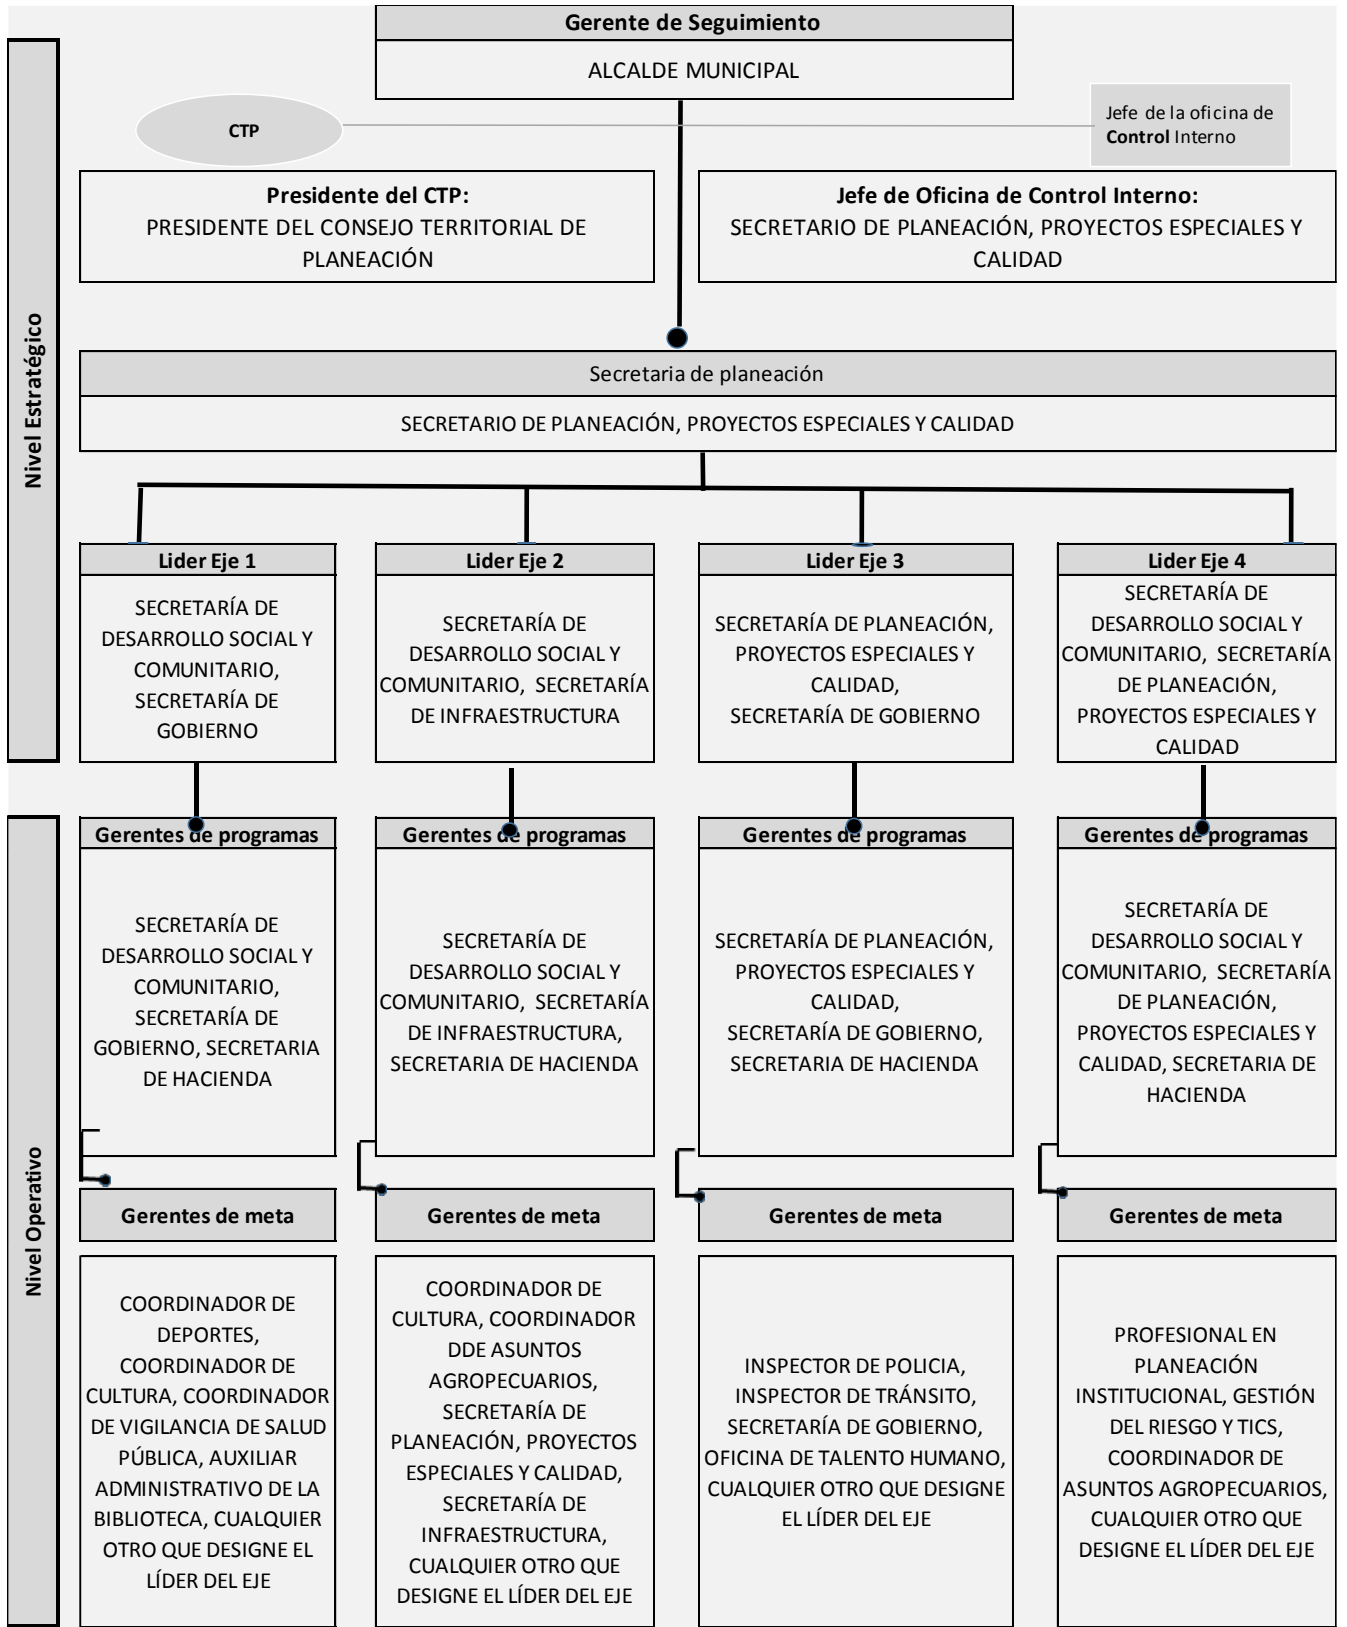 Gerente de Seguimiento
ALCALDE MUNICIPAL
CTP
Jefe de la oficina de
Control Interno
Presidente del CTP:
PRESIDENTE DEL CONSEJO TERRITORIAL DE
PLANEACIÓN
Jefe de Oficina de Control Interno:
SECRETARIO DE PLANEACIÓN, PROYECTOS ESPECIALES Y
CALIDAD
Nivel Estratégico
Secretaria de planeación
SECRETARIO DE PLANEACIÓN, PROYECTOS ESPECIALES Y CALIDAD
Lider Eje 1
SECRETARÍA DE
DESARROLLO SOCIAL Y
COMUNITARIO,
SECRETARÍA DE
GOBIERNO
Lider Eje 2
SECRETARÍA DE
DESARROLLO SOCIAL Y
COMUNITARIO, SECRETARÍA
DE INFRAESTRUCTURA
Lider Eje 3
SECRETARÍA DE PLANEACIÓN,
PROYECTOS ESPECIALES Y
CALIDAD,
SECRETARÍA DE GOBIERNO
Lider Eje 4
SECRETARÍA DE
DESARROLLO SOCIAL Y
COMUNITARIO, SECRETARÍA
DE PLANEACIÓN,
PROYECTOS ESPECIALES Y
CALIDAD
Nivel Operativo
Gerentes de programas
SECRETARÍA DE
DESARROLLO SOCIAL Y
COMUNITARIO,
SECRETARÍA DE
GOBIERNO, SECRETARIA
DE HACIENDA
Gerentes de programas
SECRETARÍA DE
DESARROLLO SOCIAL Y
COMUNITARIO, SECRETARÍA
DE INFRAESTRUCTURA,
SECRETARIA DE HACIENDA
Gerentes de programas
SECRETARÍA DE PLANEACIÓN,
PROYECTOS ESPECIALES Y
CALIDAD,
SECRETARÍA DE GOBIERNO,
SECRETARIA DE HACIENDA
Gerentes de programas
SECRETARÍA DE
DESARROLLO SOCIAL Y
COMUNITARIO, SECRETARÍA
DE PLANEACIÓN,
PROYECTOS ESPECIALES Y
CALIDAD, SECRETARIA DE
HACIENDA
Gerentes de meta
COORDINADOR DE
DEPORTES,
COORDINADOR DE
CULTURA, COORDINADOR
DE VIGILANCIA DE SALUD
PÚBLICA, AUXILIAR
ADMINISTRATIVO DE LA
BIBLIOTECA, CUALQUIER
OTRO QUE DESIGNE EL
LÍDER DEL EJE
Gerentes de meta
COORDINADOR DE
CULTURA, COORDINADOR
DDE ASUNTOS
AGROPECUARIOS,
SECRETARÍA DE
PLANEACIÓN, PROYECTOS
ESPECIALES Y CALIDAD,
SECRETARÍA DE
INFRAESTRUCTURA,
CUALQUIER OTRO QUE
DESIGNE EL LÍDER DEL EJE
Gerentes de meta
INSPECTOR DE POLICIA,
INSPECTOR DE TRÁNSITO,
SECRETARÍA DE GOBIERNO,
OFICINA DE TALENTO HUMANO,
CUALQUIER OTRO QUE DESIGNE
EL LÍDER DEL EJE
Gerentes de meta
PROFESIONAL EN
PLANEACIÓN
INSTITUCIONAL, GESTIÓN
DEL RIESGO Y TICS,
COORDINADOR DE
ASUNTOS AGROPECUARIOS,
CUALQUIER OTRO QUE
DESIGNE EL LÍDER DEL EJE